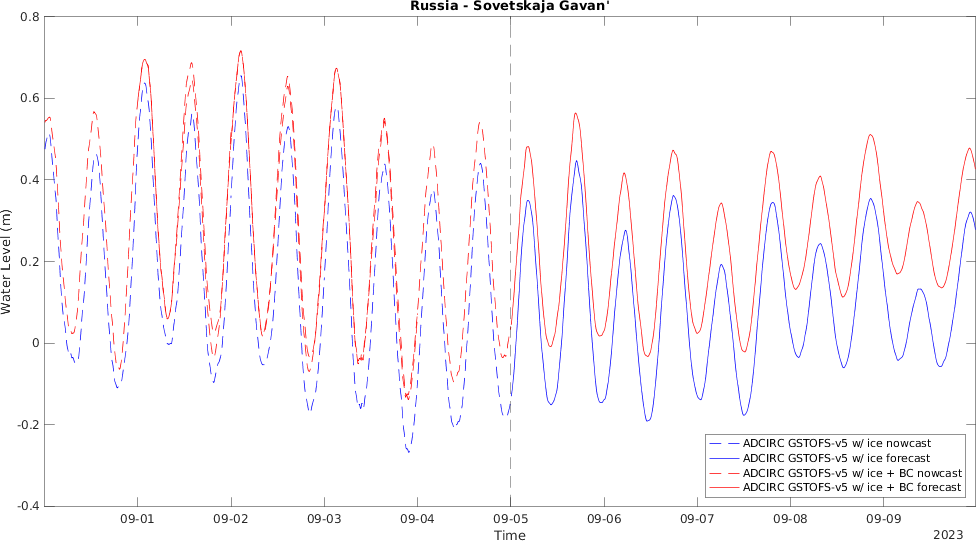 Russia - Sovetskaja Gavan'
0.8
0.6
0.4
0.2
0
-0.2
-0.4
Water Level (m)
09-01 09-02 09-03 09-04 09-05 09-06 09-07 09-08 09-09
Time
2023
ADCIRC GSTOFS-v5 w/ ice nowcast
ADCIRC GSTOFS-v5 w/ ice forecast
ADCIRC GSTOFS-v5 w/ ice + BC nowcast
ADCIRC GSTOFS-v5 w/ ice + BC forecast